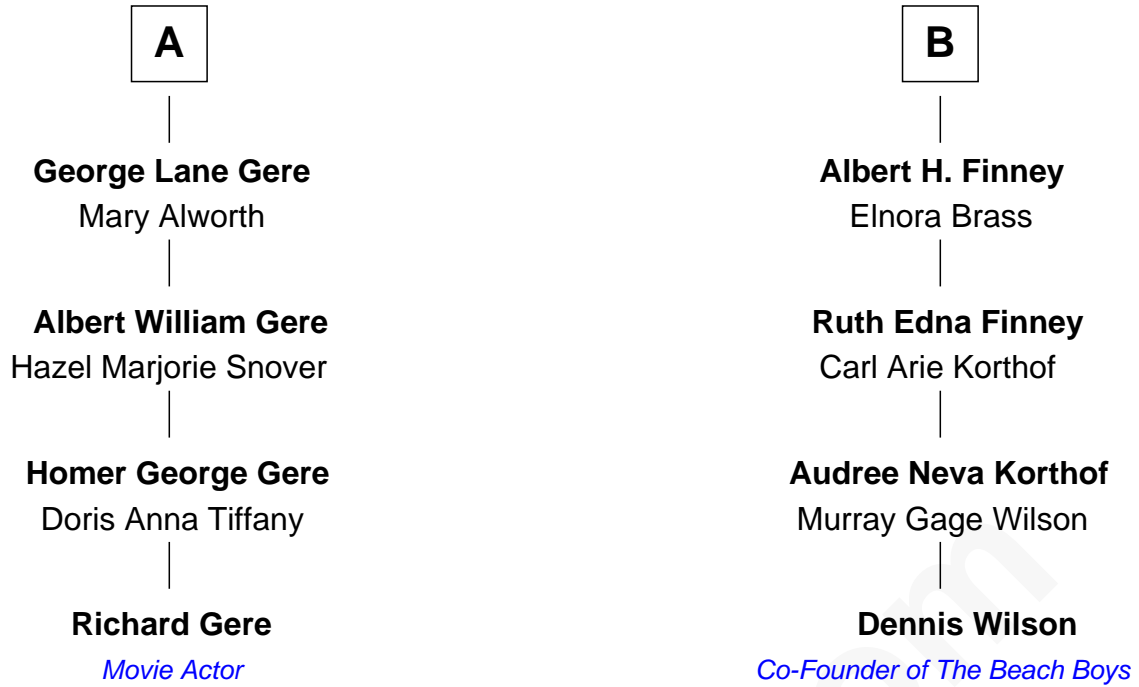 A
George Lane Gere
Mary Alworth
Albert William Gere
Hazel Marjorie Snover
Homer George Gere
Doris Anna Tiffany
Richard Gere
Movie Actor
B
Albert H. Finney
Elnora Brass
Ruth Edna Finney
Carl Arie Korthof
Audree Neva Korthof
Murray Gage Wilson
Dennis Wilson
Co-Founder of The Beach Boys